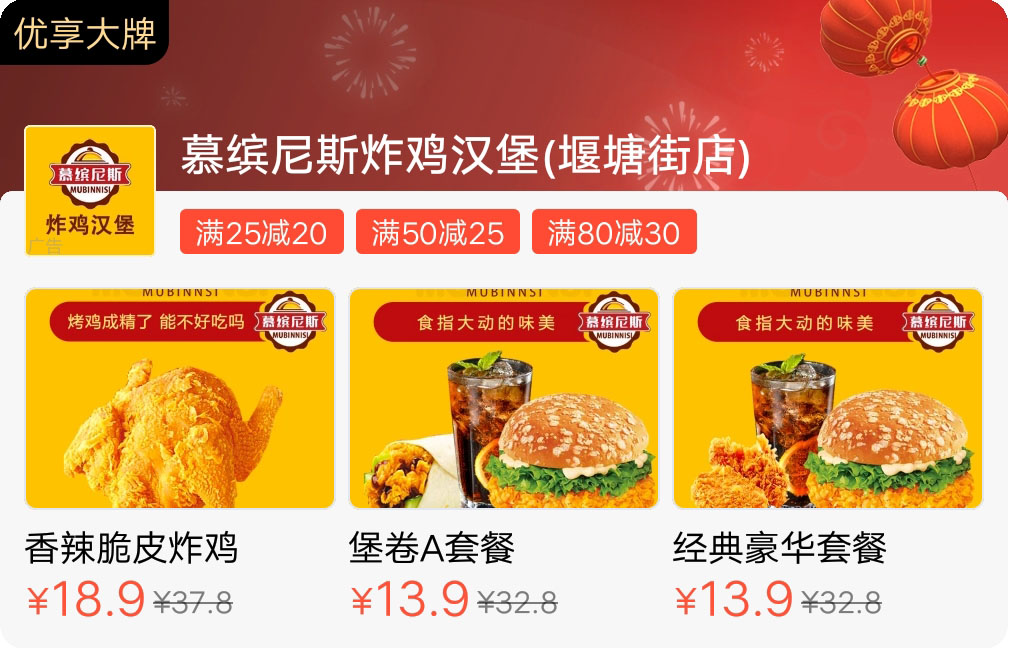 优享大牌
慕缤尼斯炸鸡汉堡(堰塘街店)
慕缤尼斯
MUBINNISI
炸鸡汉堡
广告
满25减20 满50减25 满80减30
MUBINNSI
烤鸡成精了 能不好吃吗
慕缤尼斯
MUBINNISI
MUBINNSI
食指大动的味美
慕缤尼斯
MUBINNISI
MUBINNSI
食指大动的味美
慕缤尼斯
MUBINNISI
香辣脆皮炸鸡
¥18.9 ¥37.8
堡卷A套餐
¥13.9 ¥32.8
经典豪华套餐
¥13.9 ¥32.8